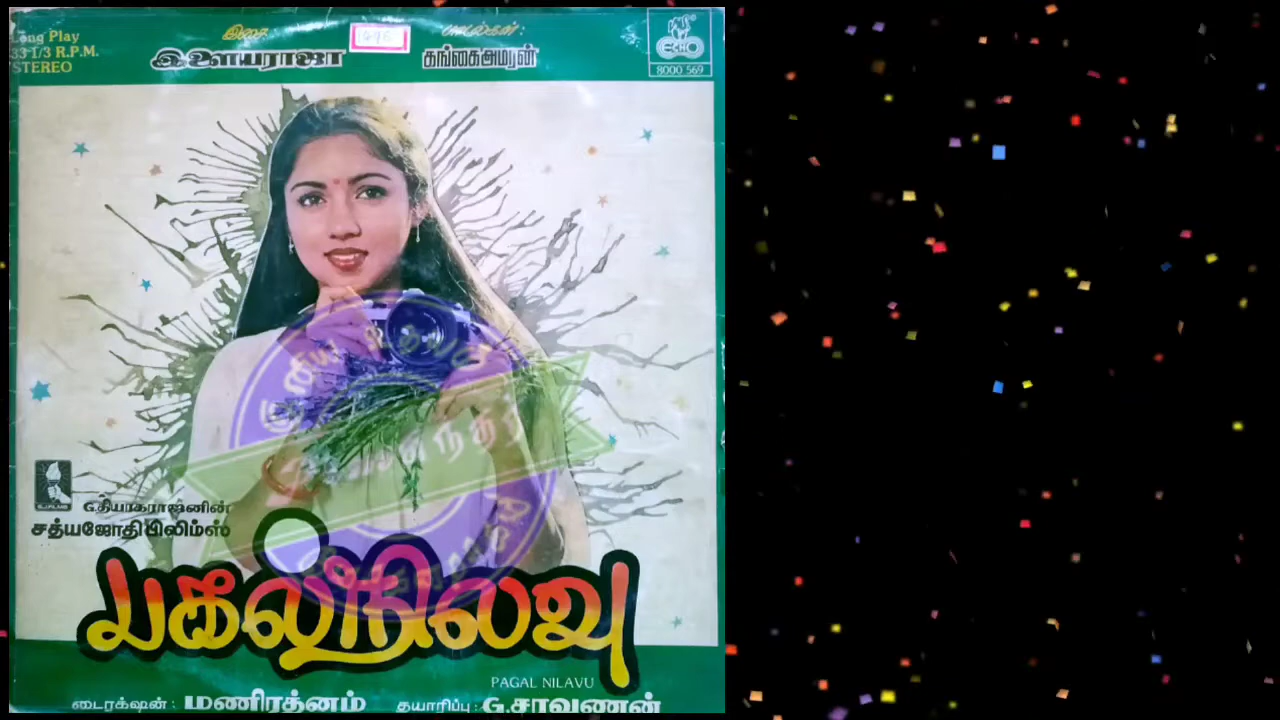 Long Play
33 1/3 R.P.M.
STEREO
இசை:
இளையராஜா
பாடல்கள்:
கங்கைஅமரன்
ECHO
8000 569
G.தியாகராஜனின்
சத்யஜோதி பிலிம்ஸ்
பகல்நிலவு
PAGAL NILAVU
டைரக்ஷன் : மணிரத்னம்
தயாரிப்பு : G.சரவணன்